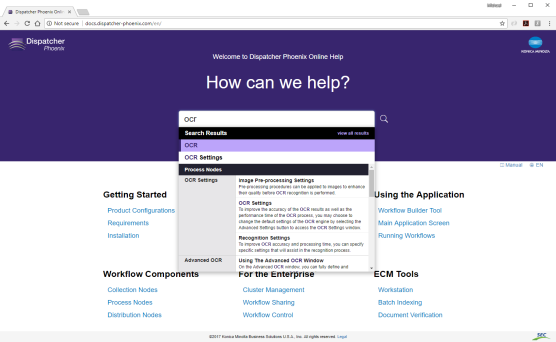 Dispatcher Phoenix Onlin
Not secure | docs.dispatcher-phoenix.com/en/
Dispatcher
Phoenix
KONICA MINOLTA
Welcome to Dispatcher Phoenix Online Help
How can we help?
ocr
Search Results
view all results
OCR
OCR Settings
Process Nodes
OCR Settings
Image Pre-processing Settings
Pre-processing procedures can be applied to images to enhance
their quality before OCR recognition is performed.
OCR Settings
To improve the accuracy of the OCR results as well as the
performance time of the OCR process, you may choose to
change the default settings of the OCR engine by selecting the
Advanced Settings button to access the OCR Settings window.
Recognition Settings
To improve OCR accuracy and processing time, you can specify
specific settings that will assist in the recognition process.
Advanced OCR
Using The Advanced OCR Window
On the Advanced OCR window, you can fully define and
Manual
EN
Getting Started
Product Configurations
Requirements
Installation
Using the Application
Workflow Builder Tool
Main Application Screen
Running Workflows
Workflow Components
Collection Nodes
Process Nodes
Distribution Nodes
For the Enterprise
Cluster Management
Workflow Sharing
Workflow Control
ECM Tools
Workstation
Batch Indexing
Document Verification
©2017 Konica Minolta Business Solutions U.S.A., Inc. All rights reserved. Legal
SEC